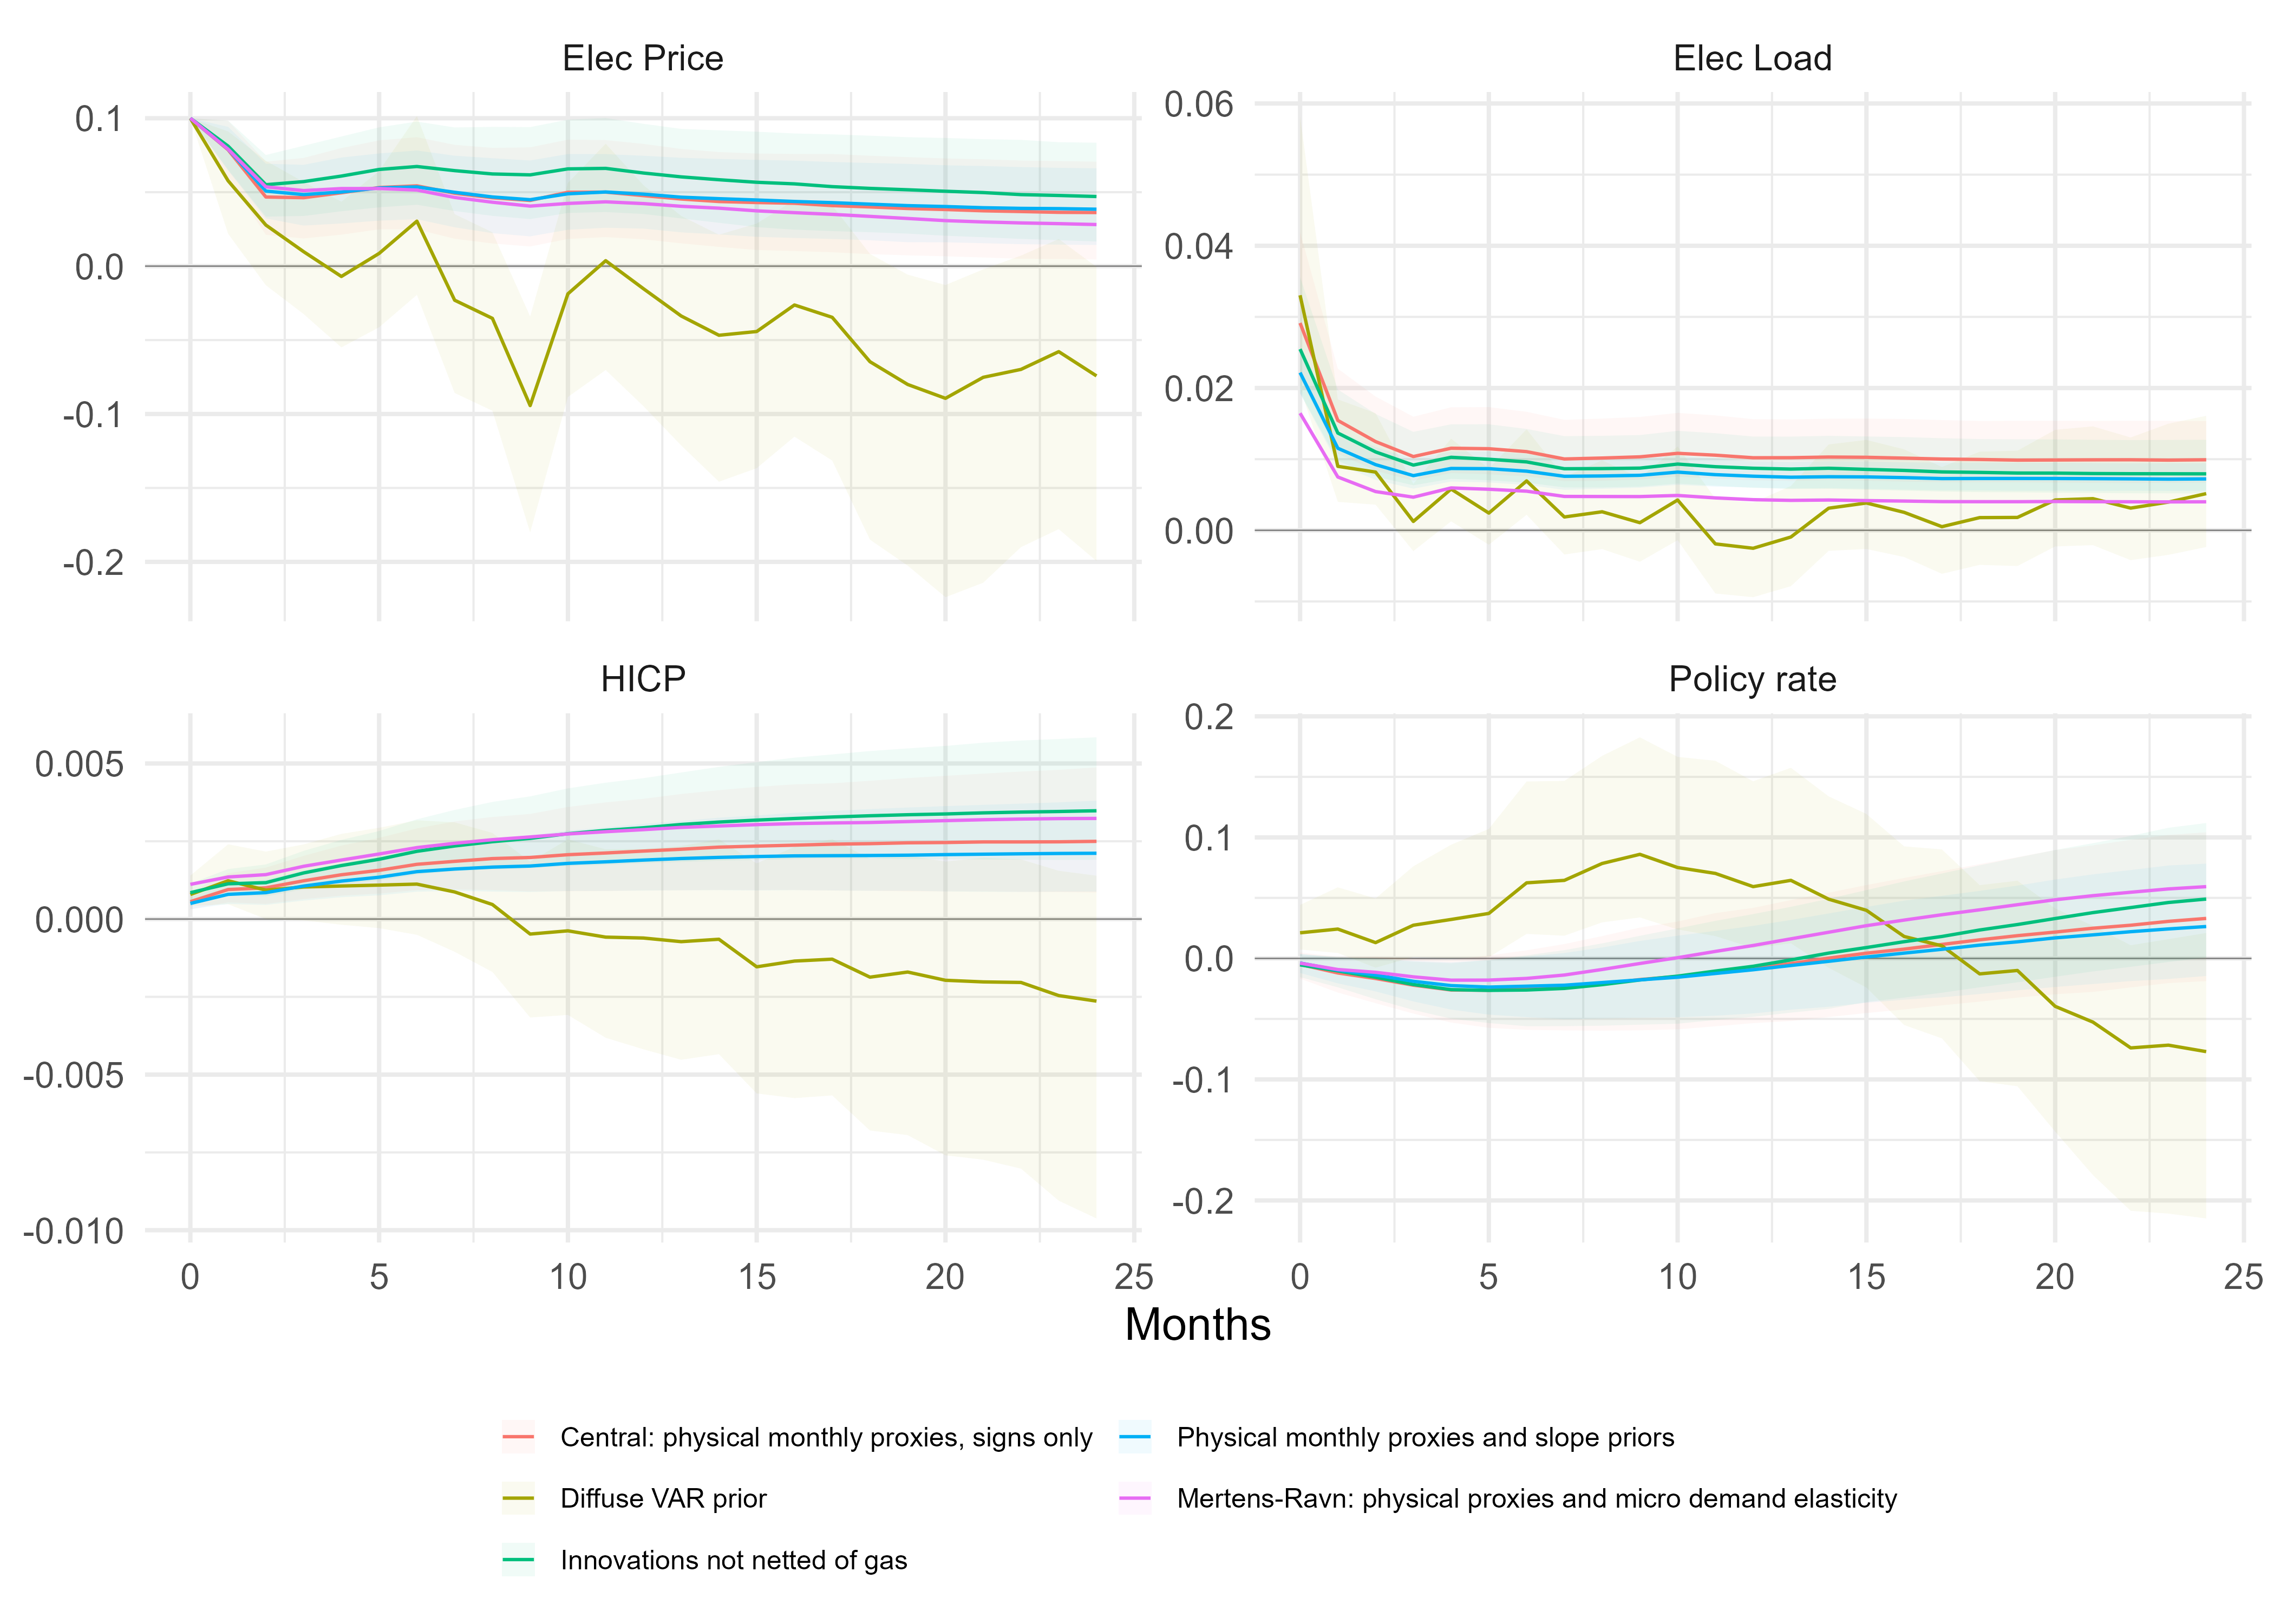 Elec Price
Elec Load
0.1
0.0
-0.1
-0.2
0.06
0.04
0.02
0.00
HICP
Policy rate
0.005
0.000
-0.005
-0.010
0.2
0.1
0.0
-0.1
-0.2
0 5 10 15 20 25
0 5 10 15 20 25
Months
Central: physical monthly proxies, signs only
Physical monthly proxies and slope priors
Diffuse VAR prior
Mertens-Ravn: physical proxies and micro demand elasticity
Innovations not netted of gas